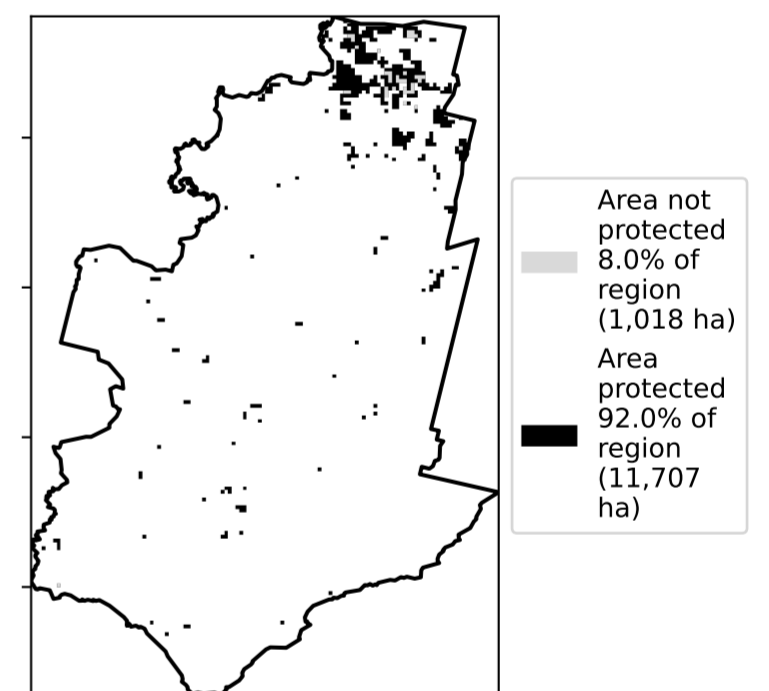 Area not
protected
8.0% of
region
(1,018 ha)
Area
protected
92.0% of
region
(11,707
ha)